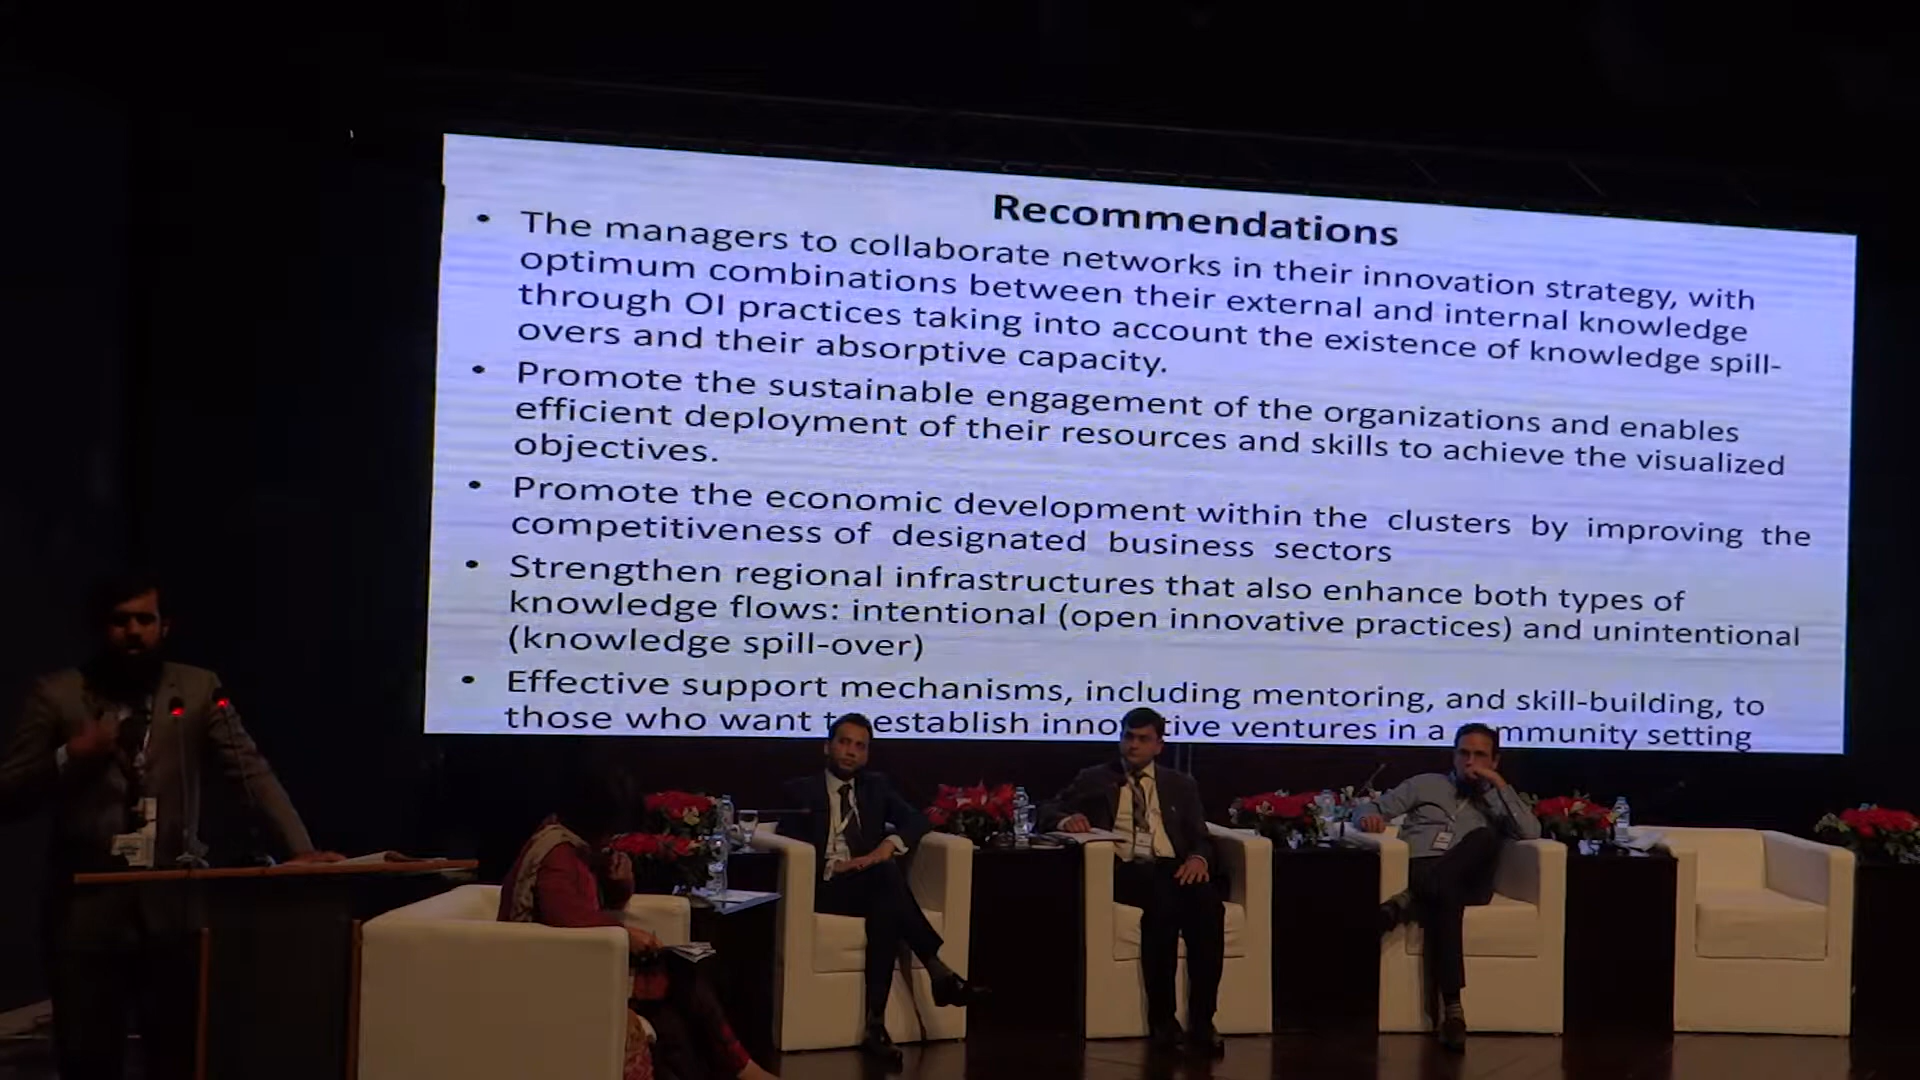 Recommendations
• The managers to collaborate networks in their innovation strategy, with
optimum combinations between their external and internal knowledge
through OI practices taking into account the existence of knowledge spill-
overs and their absorptive capacity.
• Promote the sustainable engagement of the organizations and enables
efficient deployment of their resources and skills to achieve the visualized
objectives.
• Promote the economic development within the clusters by improving the
competitiveness of designated business sectors
• Strengthen regional infrastructures that also enhance both types of
knowledge flows: intentional (open innovative practices) and unintentional
(knowledge spill-over)
• Effective support mechanisms, including mentoring, and skill-building, to
those who want establish ventures in a setting